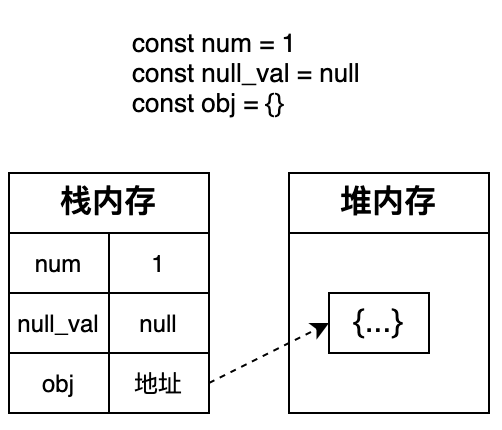 const num = 1
const null_val = null
const obj = {}
栈内存
堆内存
num
1
null_val
null
{...}
obj
地址